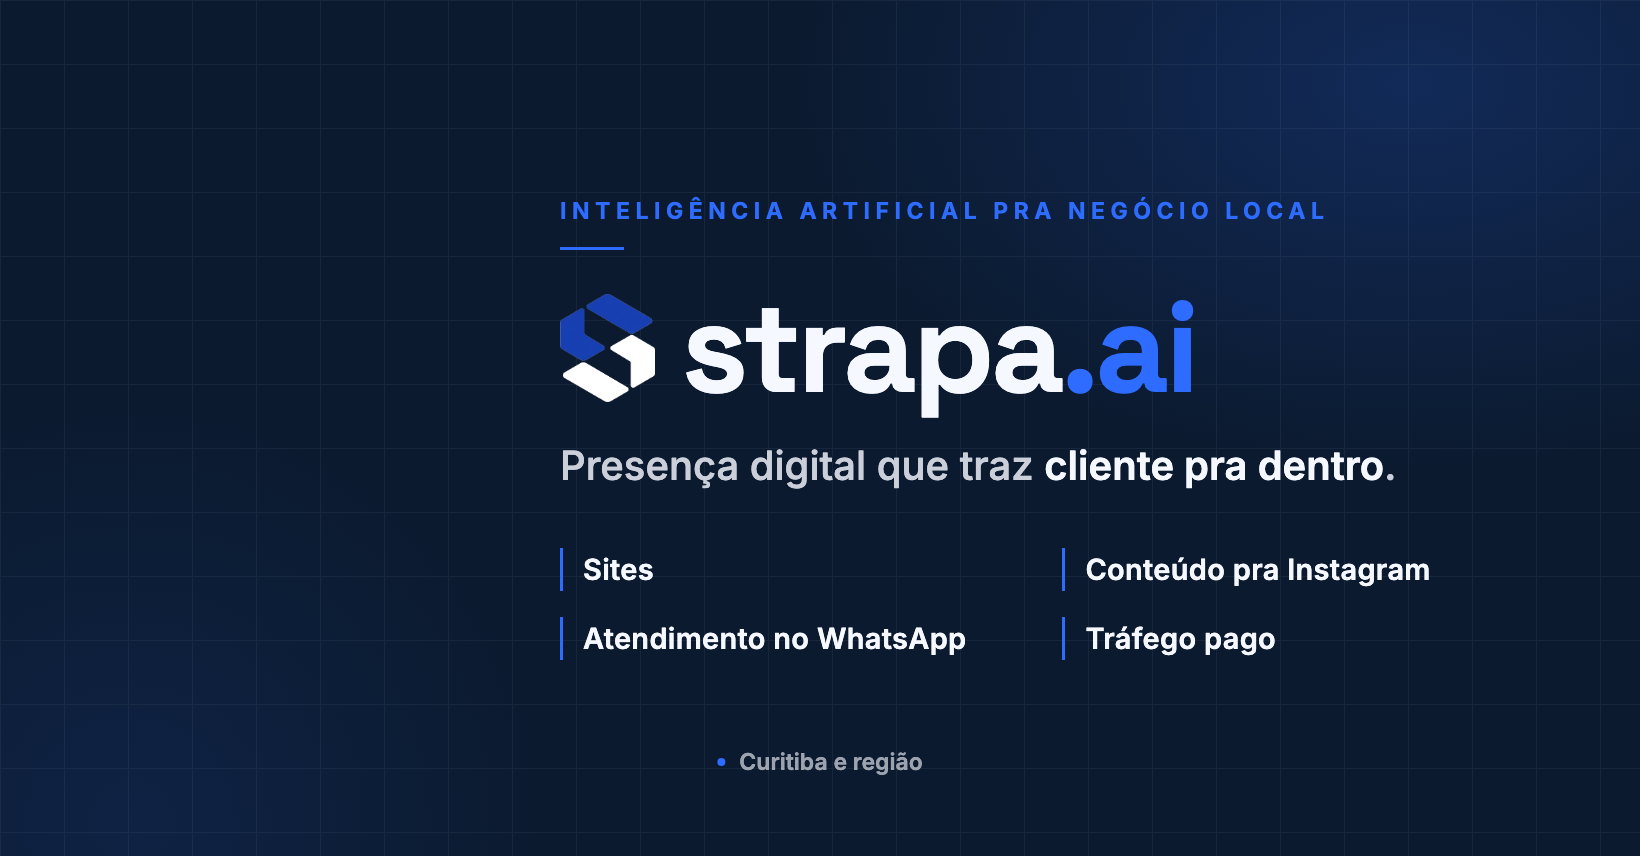 INTELIGÊNCIA ARTIFICIAL PRA NEGÓCIO LOCAL
strapa.ai
Presença digital que traz cliente pra dentro.
Sites
Conteúdo pra Instagram
Atendimento no WhatsApp
Tráfego pago
• Curitiba e região